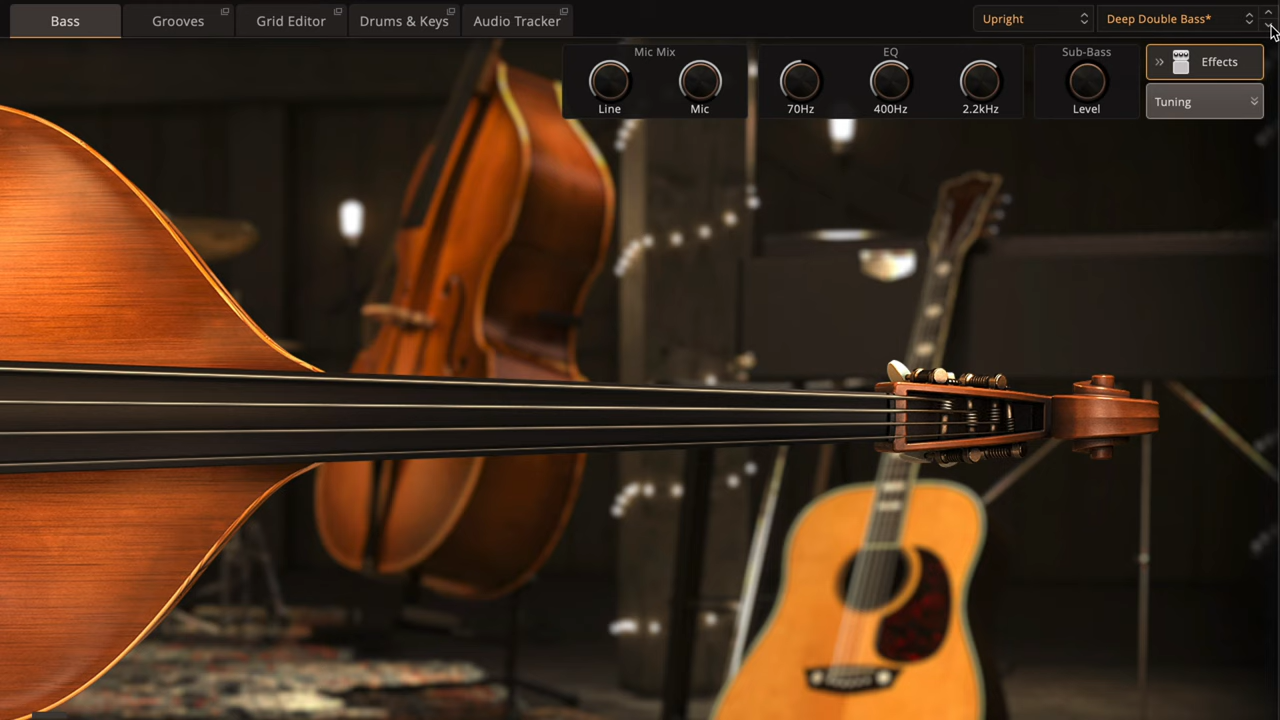 Bass
Grooves
Grid Editor
Drums & Keys
Audio Tracker
Upright
Deep Double Bass*
Mic Mix
Line
Mic
EQ
70Hz
400Hz
2.2kHz
Sub-Bass
Level
Effects
Tuning